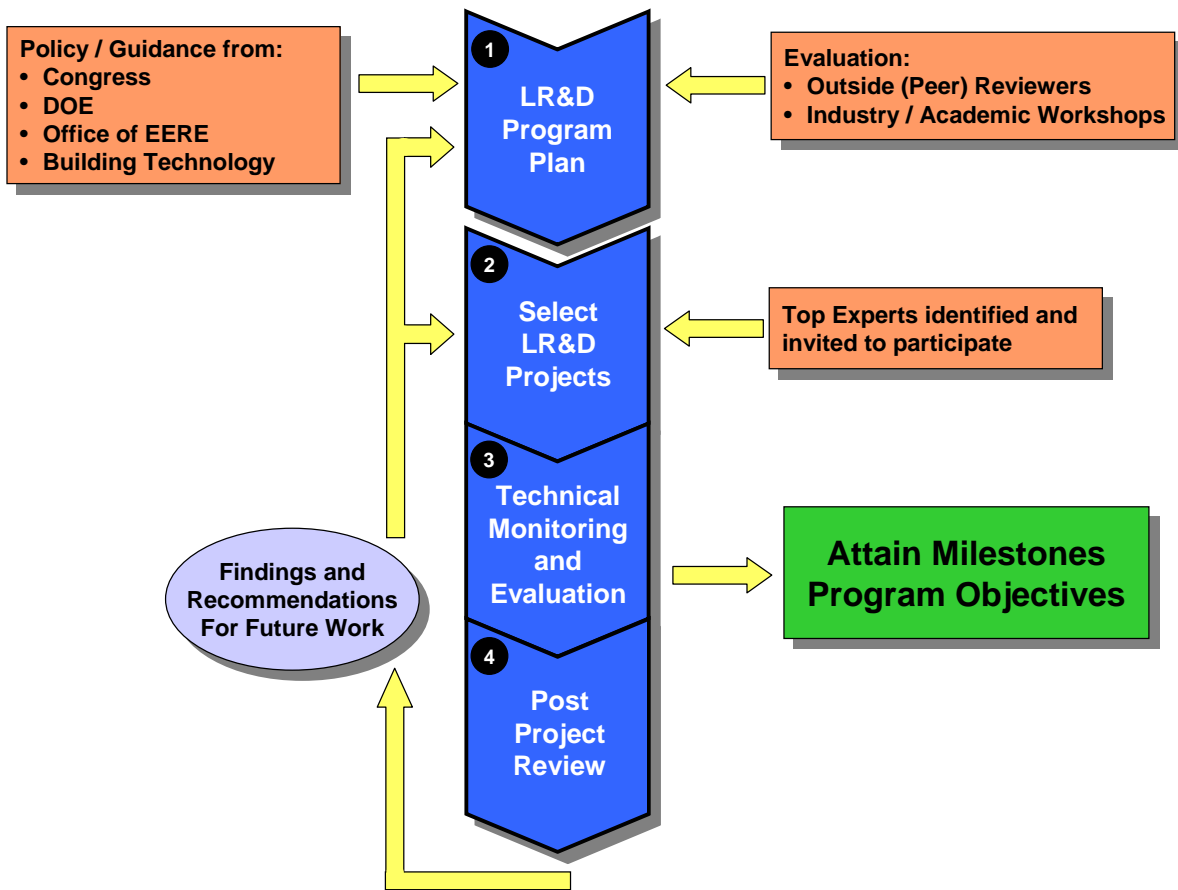 Policy / Guidance from:
• Congress
• DOE
• Office of EERE
• Building Technology
1
LR&D
Program
Plan
Evaluation:
• Outside (Peer) Reviewers
• Industry / Academic Workshops
2
Select
LR&D
Projects
Top Experts identified and
invited to participate
3
Technical
Monitoring
and
Evaluation
Attain Milestones
Program Objectives
Findings and
Recommendations
For Future Work
4
Post
Project
Review